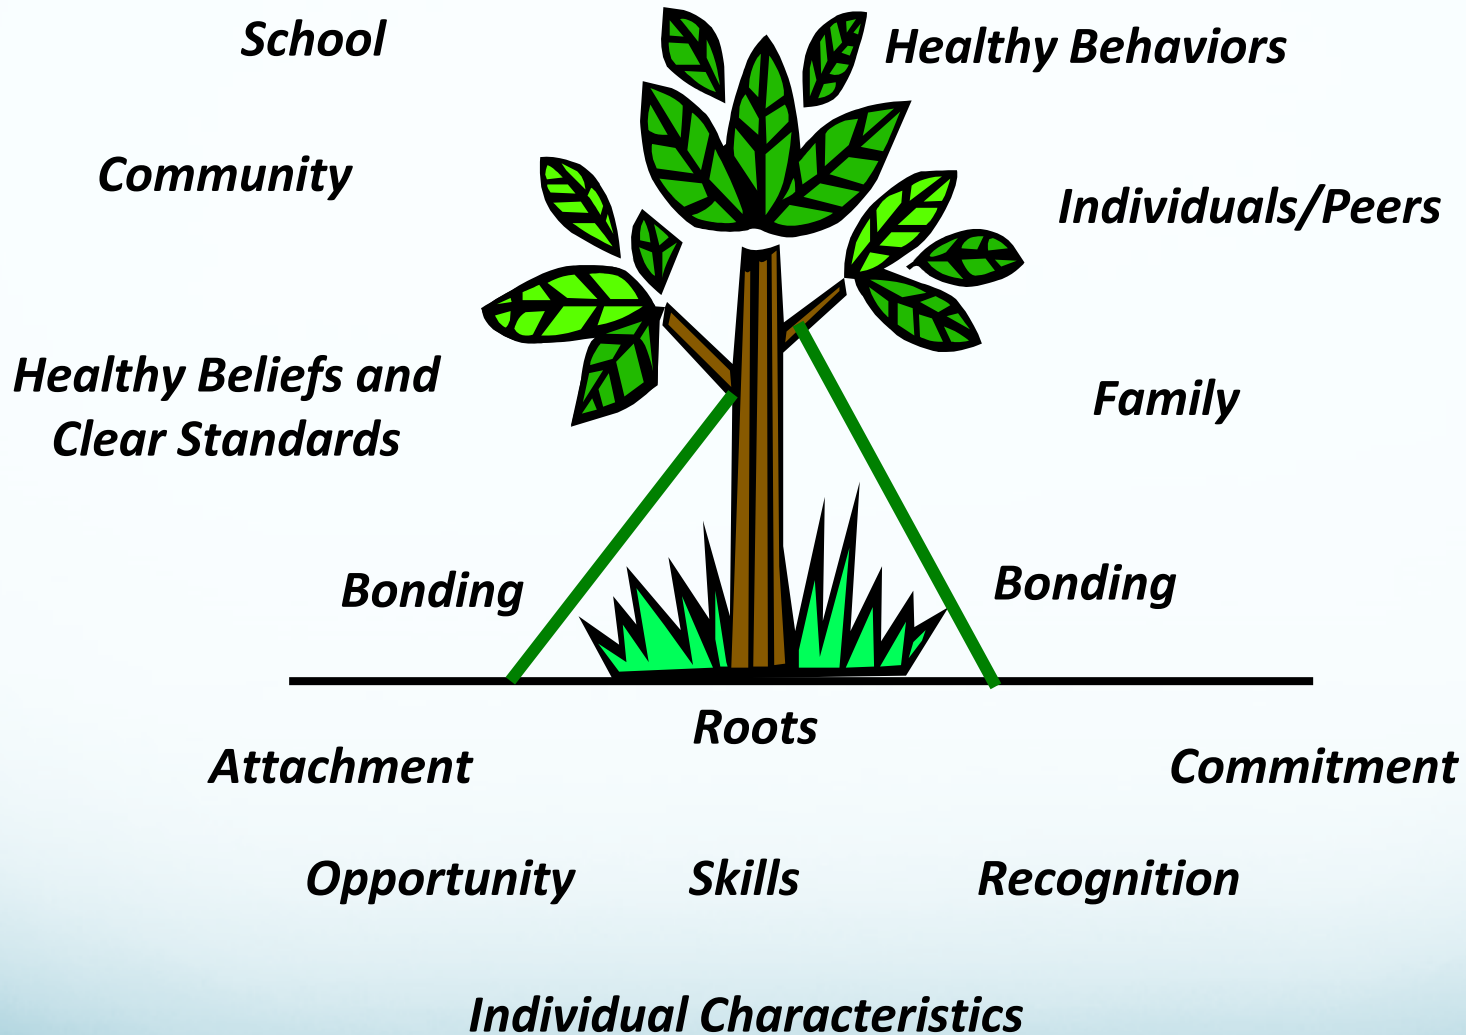 School
Healthy Behaviors
Community
Individuals/Peers
Healthy Beliefs and
Clear Standards
Family
Bonding
Bonding
Roots
Attachment
Commitment
Opportunity
Skills
Recognition
Individual Characteristics